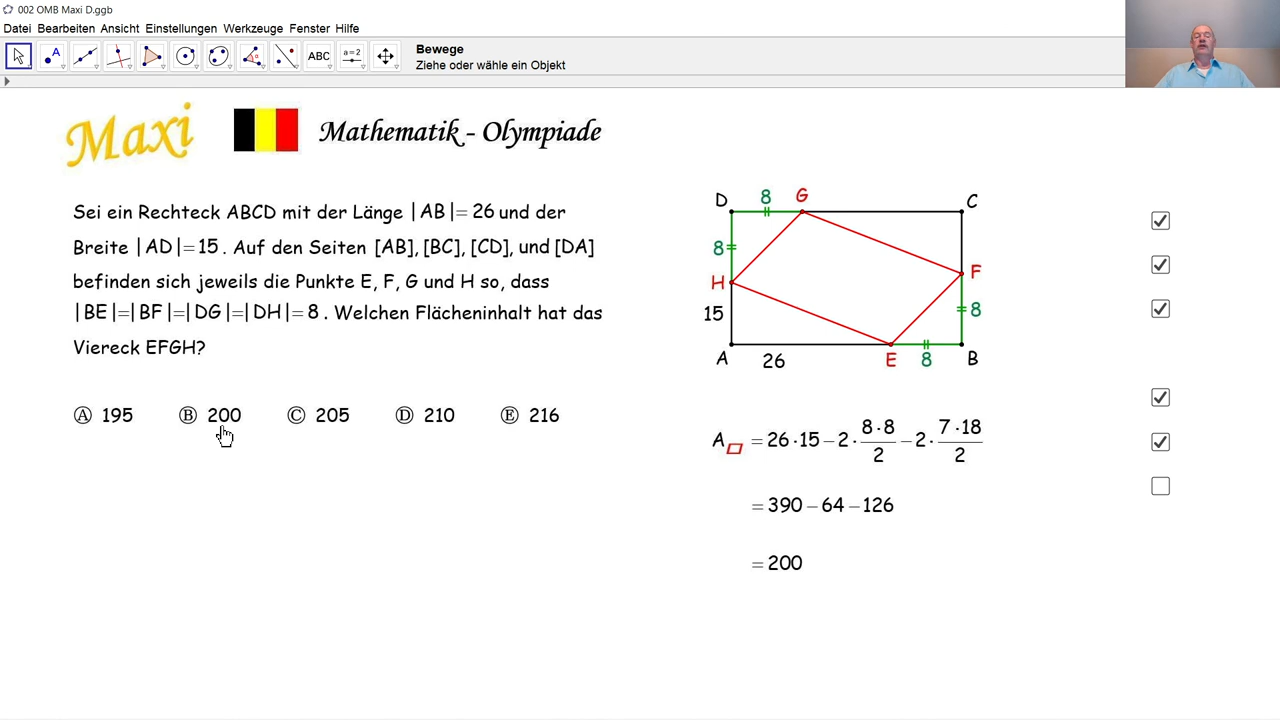 002 OMB Maxi D.ggb
Datei Bearbeiten Ansicht Einstellungen Werkzeuge Fenster Hilfe
A ABC a=2
Bewege
Ziehe oder wähle ein Objekt
Maxi
Mathematik - Olympiade
Sei ein Rechteck ABCD mit der Länge |AB|= 26 und der
Breite |AD|= 15. Auf den Seiten [AB], [BC], [CD], und [DA]
befinden sich jeweils die Punkte E, F, G und H so, dass
|BE|=|BF|=|DG|=|DH|= 8. Welchen Flächeninhalt hat das
Viereck EFGH?
Ⓐ 195 Ⓑ 200 Ⓒ 205 Ⓓ 210 Ⓔ 216
D 8 G C
8
H F
15 8
A 26 E 8 B
A▱ = 26·15 − 2·(8·8)/2 − 2·(7·18)/2
= 390 − 64 − 126
= 200